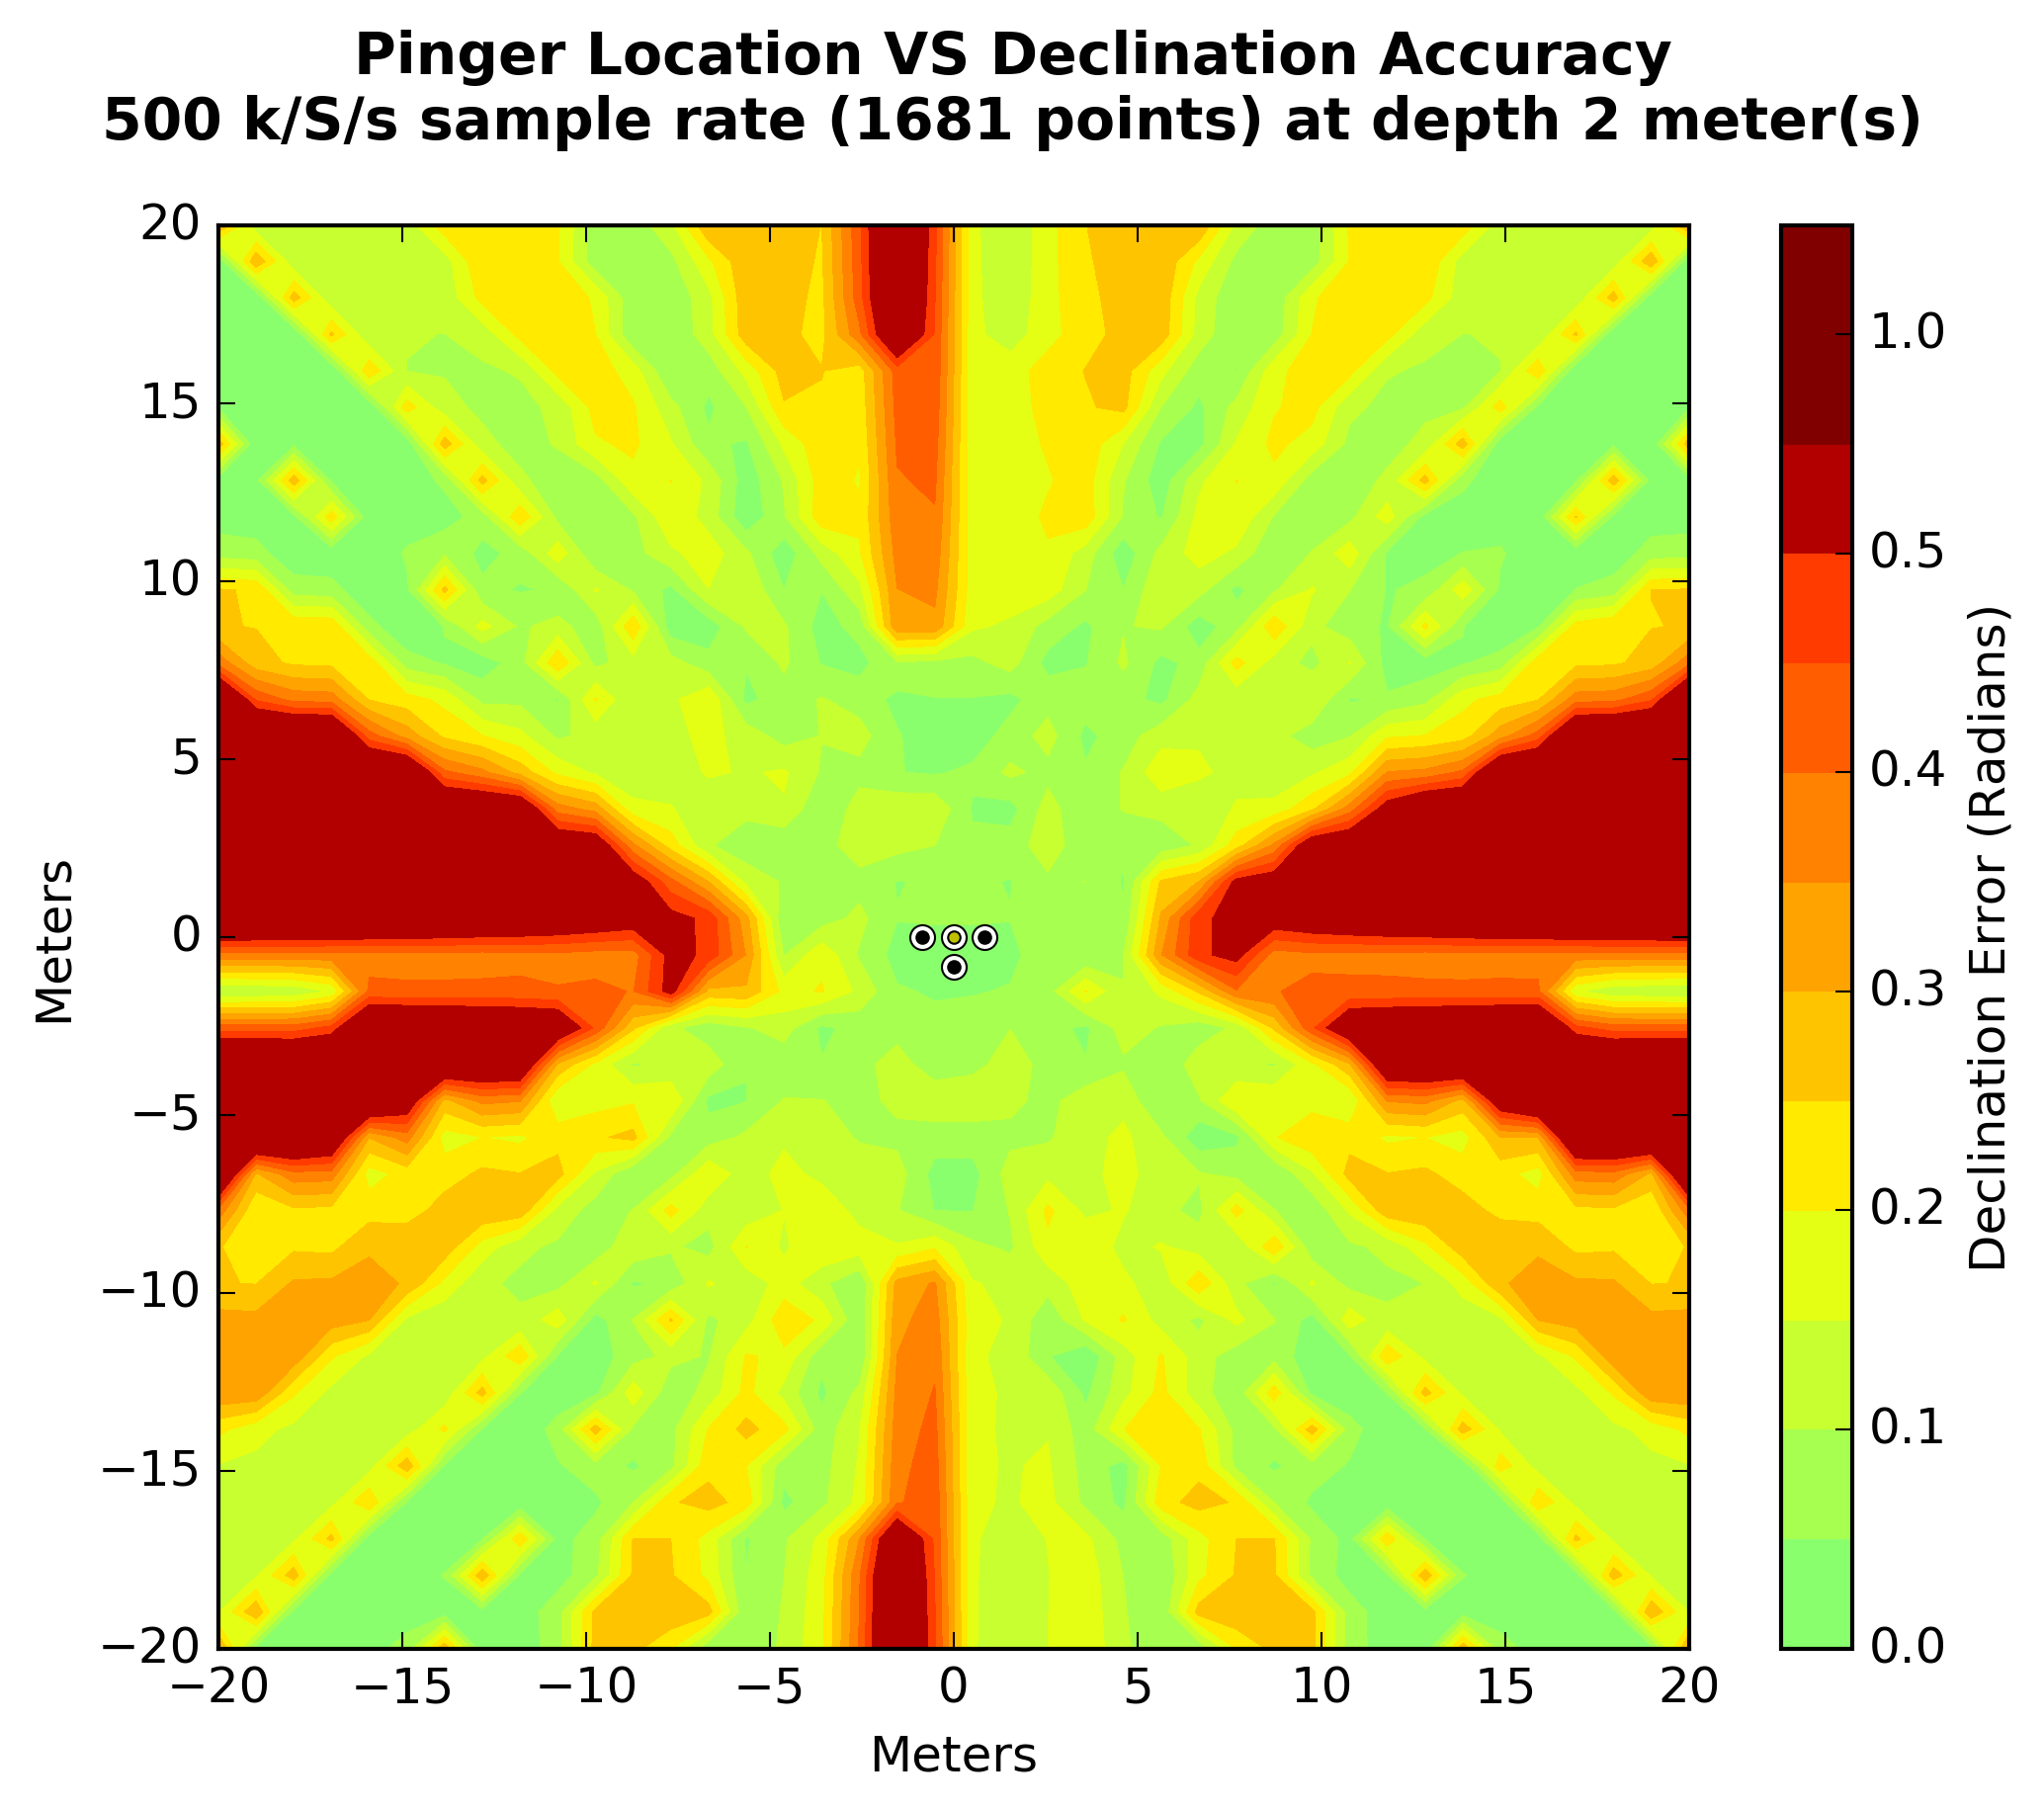 Pinger Location VS Declination Accuracy
500 k/S/s sample rate (1681 points) at depth 2 meter(s)
20
15
10
5
0
−5
−10
−15
−20
Meters
−20 −15 −10 −5 0 5 10 15 20
Meters
1.0
0.5
0.4
0.3
0.2
0.1
0.0
Declination Error (Radians)